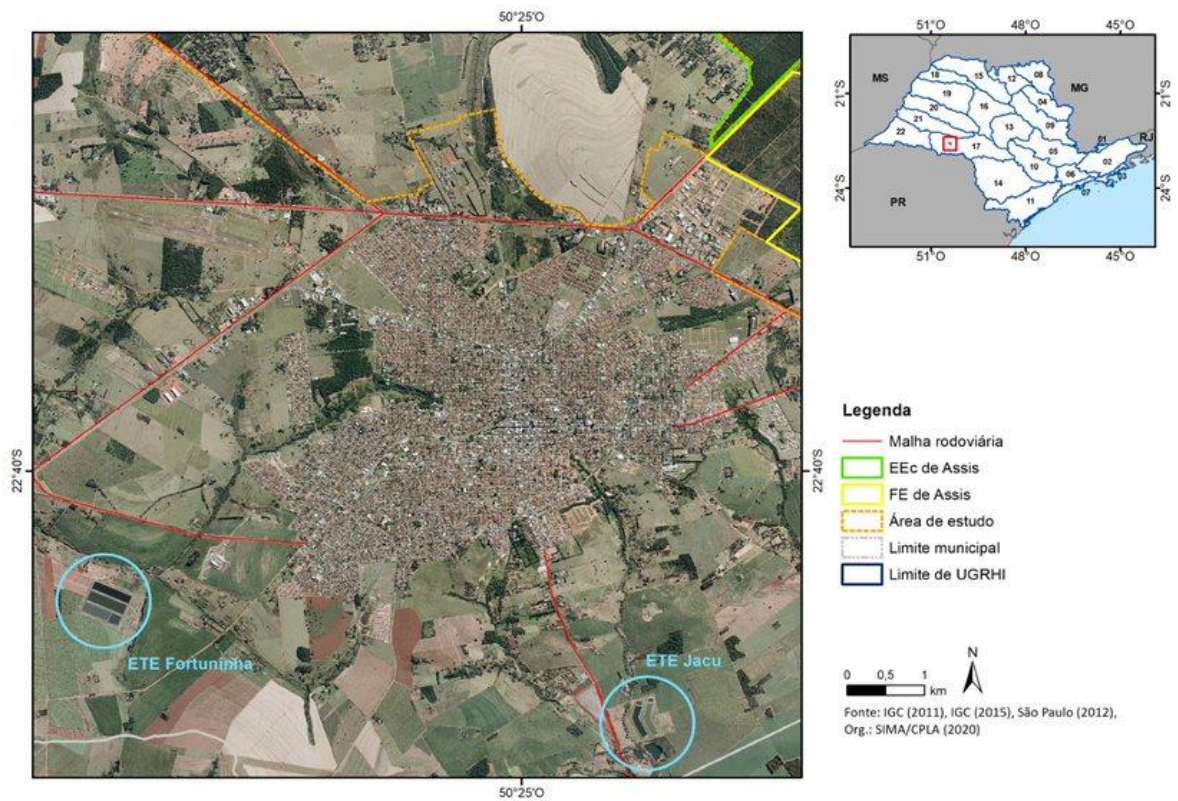 50°25'O
22°40'S
22°40'S
50°25'O
ETE Fortuninha
ETE Jacu
51°O
48°O
45°O
21°S
24°S
21°S
24°S
51°O
48°O
45°O
MS
MG
RJ
PR
18
15
12
08
19
04
20
16
21
13
09
22
17
05
01
02
10
06
03
14
07
11
Legenda
Malha rodoviária
EEc de Assis
FE de Assis
Área de estudo
Limite municipal
Limite de UGRHI
N
0 0,5 1
km
Fonte: IGC (2011), IGC (2015), São Paulo (2012),
Org.: SIMA/CPLA (2020)